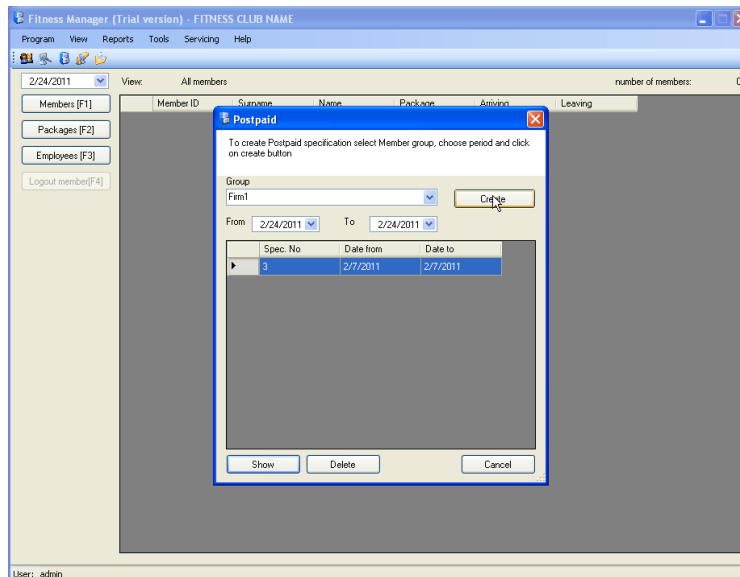 Fitness Manager (Trial version) - FITNESS CLUB NAME
Program View Reports Tools Servicing Help
2/24/2011 View: All members number of members: 0
Members [F1]
Packages [F2]
Employees [F3]
Logout member[F4]
Member ID Surname Name Package Arriving Leaving
Postpaid
To create Postpaid specification select Member group, choose period and click
on create button
Group
Firm1 Create
From 2/24/2011 To 2/24/2011
Spec. No Date from Date to
3 2/7/2011 2/7/2011
Show Delete Cancel
User: admin